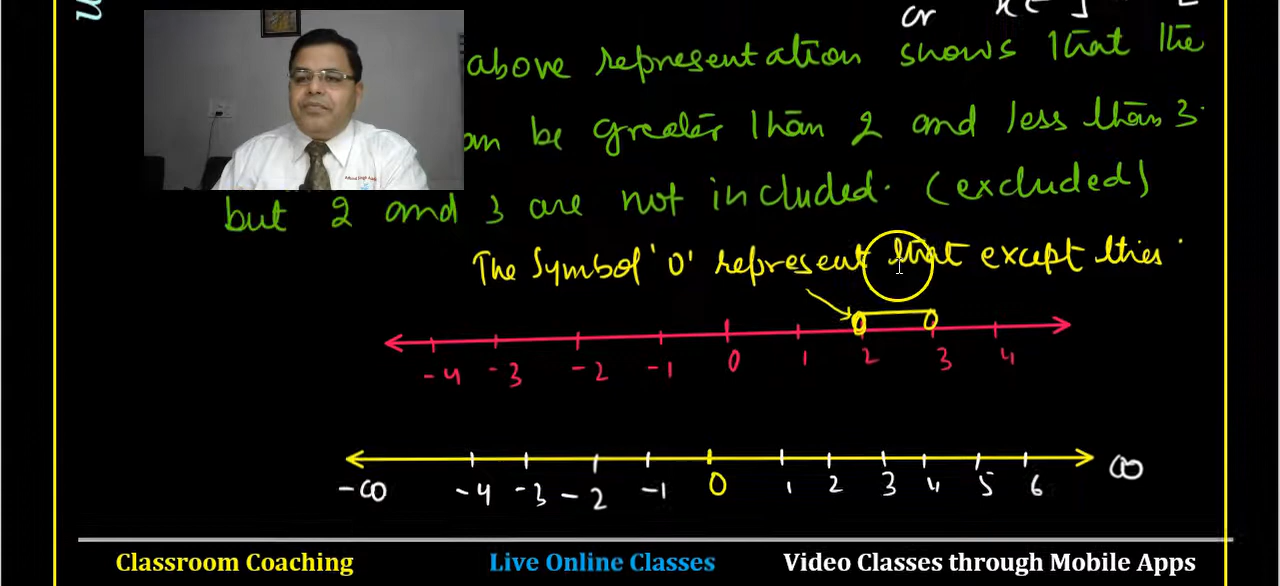 or
above representation shows that the
can be greater than 2 and less than 3.
but 2 and 3 are not included. (excluded)
The Symbol 'O' represent that except this
-4 -3 -2 -1 0 1 2 3 4
-∞ -4 -3 -2 -1 0 1 2 3 4 5 6 ∞
Classroom Coaching Live Online Classes Video Classes through Mobile Apps